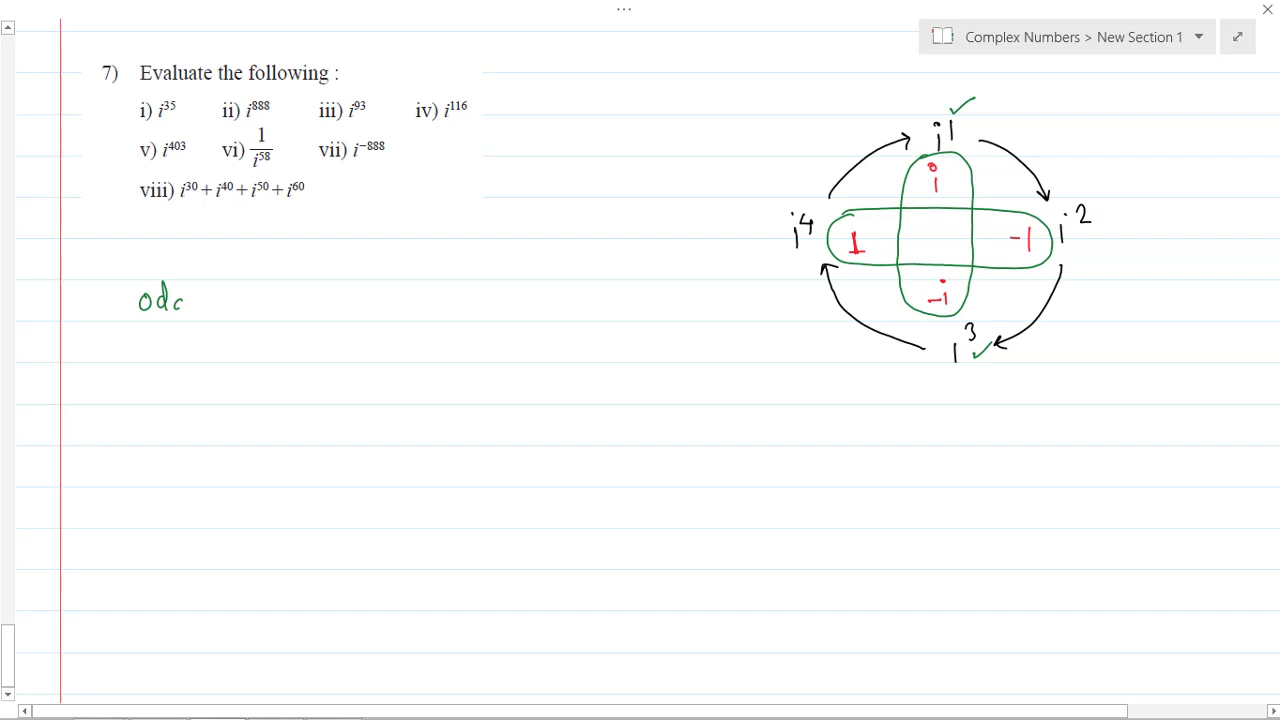 Complex Numbers > New Section 1
7) Evaluate the following :
i) i³⁵ ii) i⁸⁸⁸ iii) i⁹³ iv) i¹¹⁶
v) i⁴⁰³ vi) 1/i⁵⁸ vii) i⁻⁸⁸⁸
viii) i³⁰ + i⁴⁰ + i⁵⁰ + i⁶⁰
i¹
i
i⁴ 1 -1 i²
-i
i³
odc